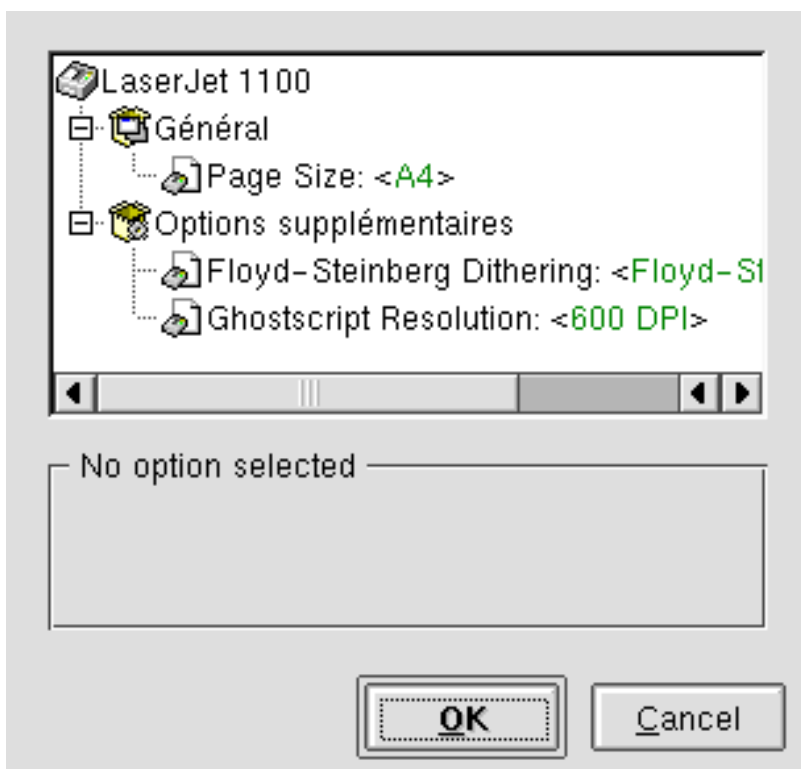 LaserJet 1100
Général
Page Size: <A4>
Options supplémentaires
Floyd-Steinberg Dithering: <Floyd-St
Ghostscript Resolution: <600 DPI>
No option selected
OK
Cancel